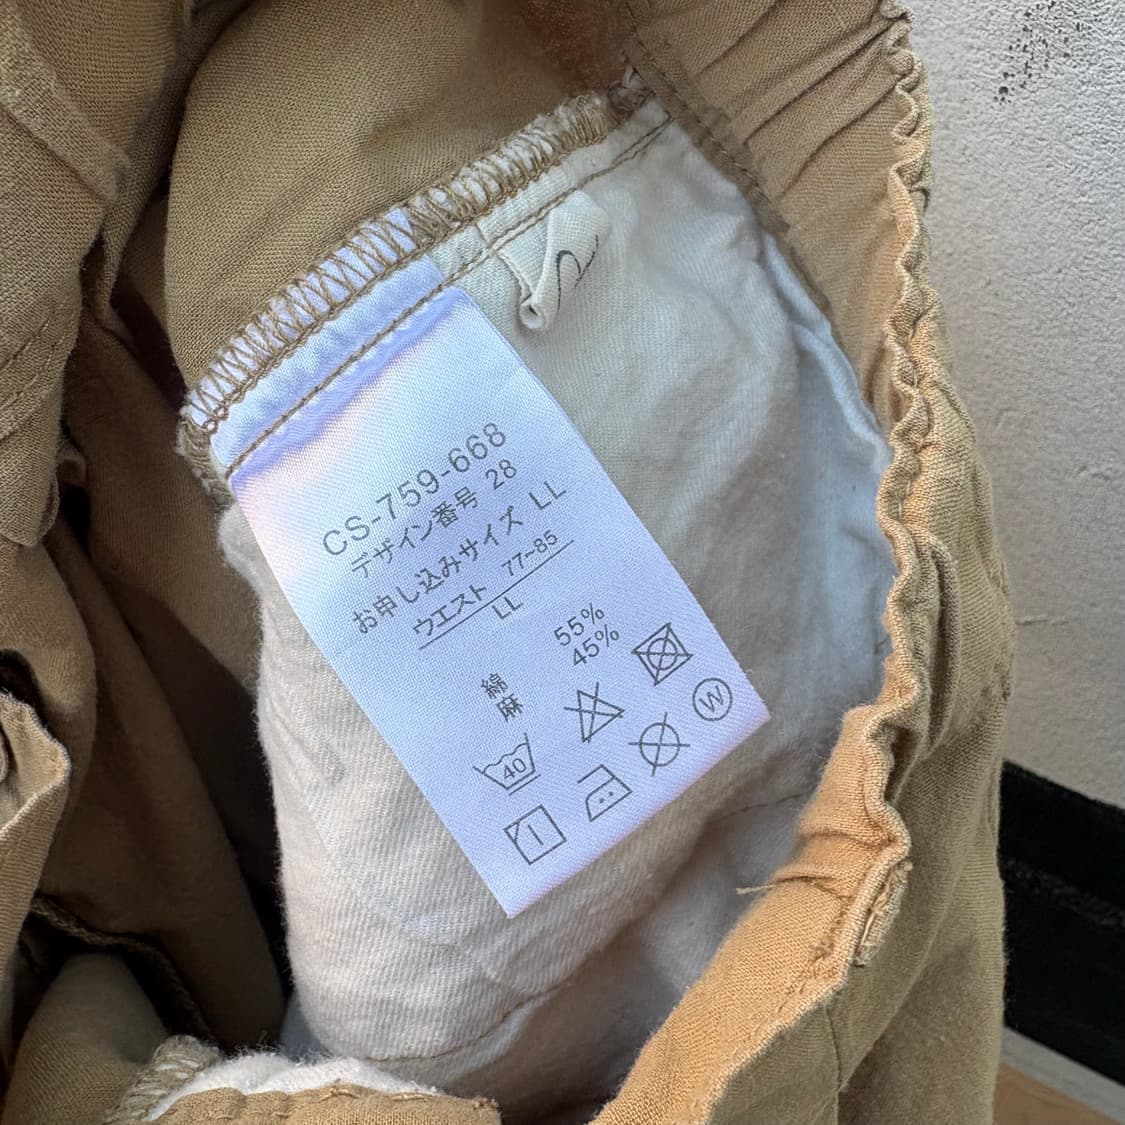 CS-759-668
デザイン番号 28
お申し込みサイズ LL
ウエスト 77~85
LL
綿 55%
麻 45%
40
W